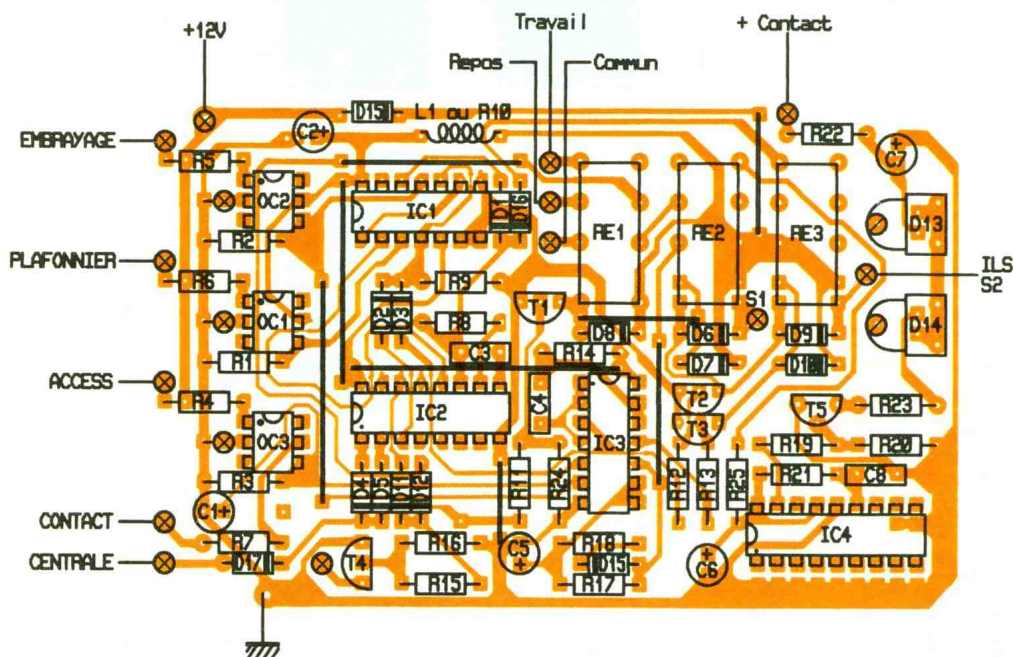 Travail
+12V
+ Contact
Repos
Commun
D15
L1 ou R10
C2+
R22
+
C7
EMBRAYAGE
R5
OC2
IC1
D1
D16
RE1
RE2
RE3
D13
R2
PLAFONNIER
ILS
S2
R6
R9
T1
S1
OC1
D2
D3
R8
D8
D6
D9
D14
R1
C3
R14
D7
D10
ACCESS
R4
IC2
C4
T2
T5
R23
T3
OC3
IC3
R19
R20
R3
D4
D5
D11
D12
R11
R24
R12
R13
R25
R21
C8
C1+
CONTACT
R7
R16
C5
+
R18
IC4
CENTRALE
D17
T4
D15
+
C6
R15
R17